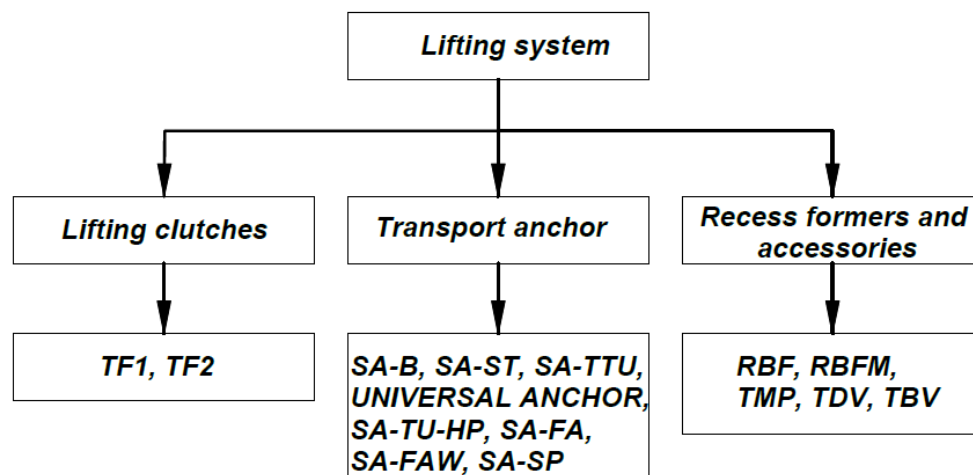 Lifting system
Lifting clutches
Transport anchor
Recess formers and
accessories
TF1, TF2
SA-B, SA-ST, SA-TTU,
UNIVERSAL ANCHOR,
SA-TU-HP, SA-FA,
SA-FAW, SA-SP
RBF, RBFM,
TMP, TDV, TBV